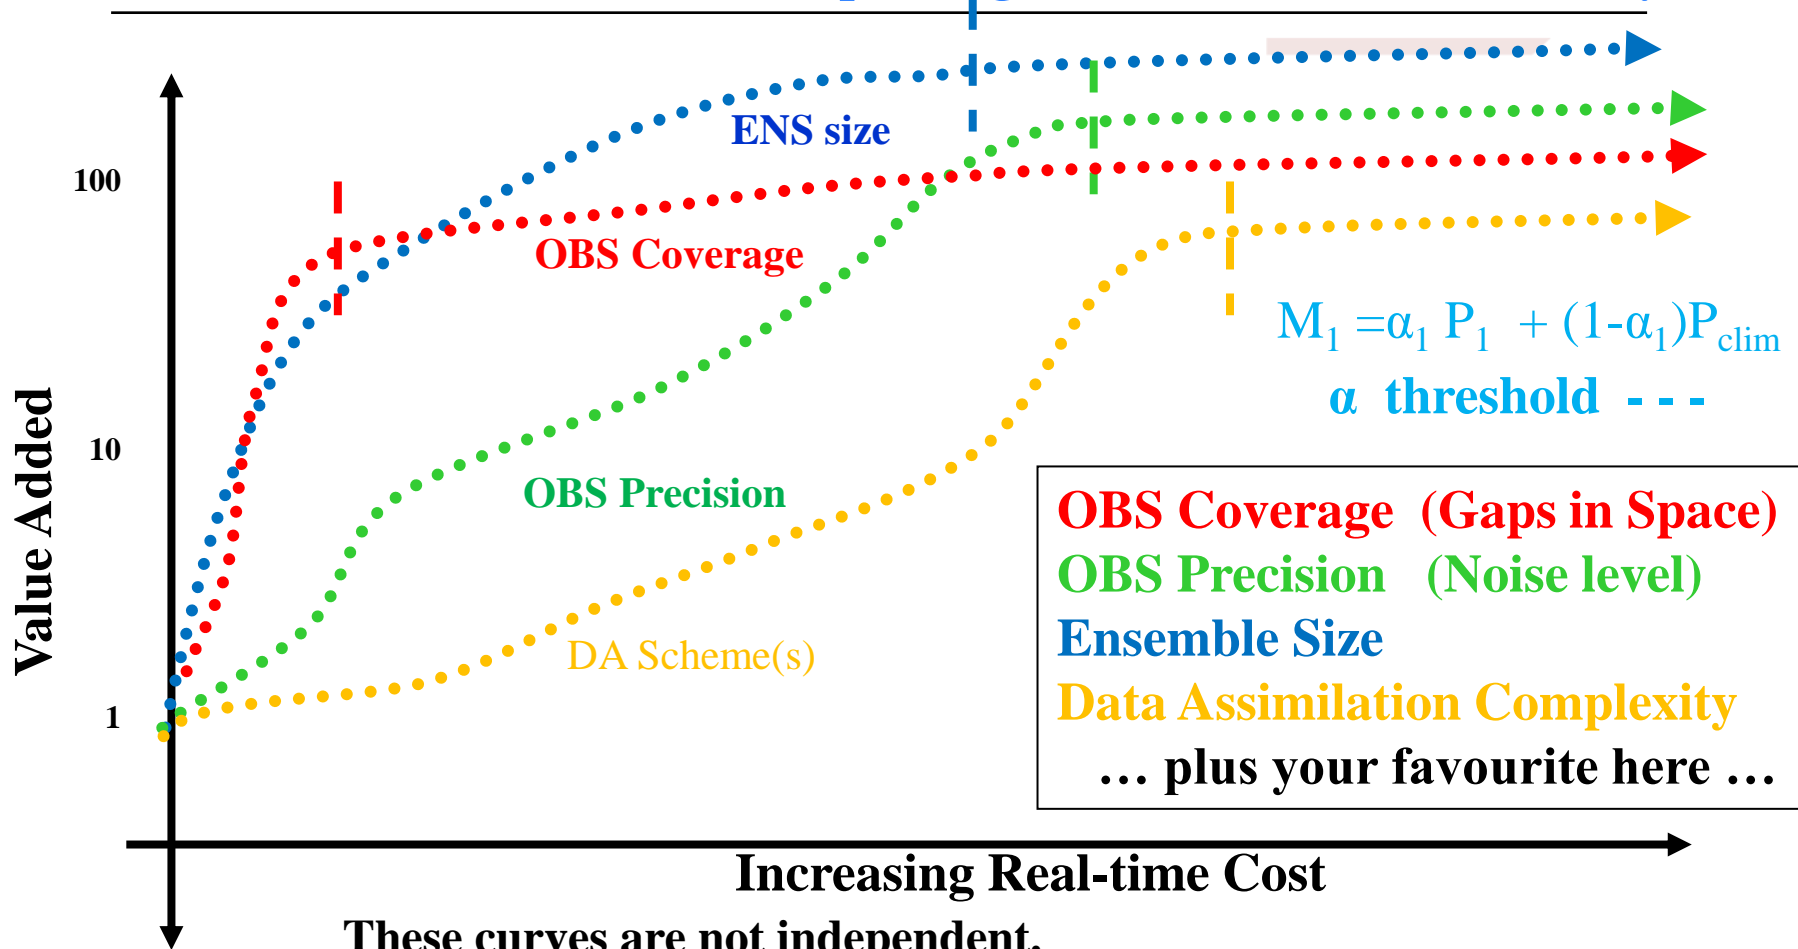 ENS size
100
OBS Coverage
M1 =α1 P1 + (1-α1)Pclim
α threshold - - -
Value Added
10
OBS Precision
OBS Coverage (Gaps in Space)
OBS Precision (Noise level)
Ensemble Size
DA Scheme(s)
Data Assimilation Complexity
1
… plus your favourite here …
Increasing Real-time Cost
These curves are not independent.